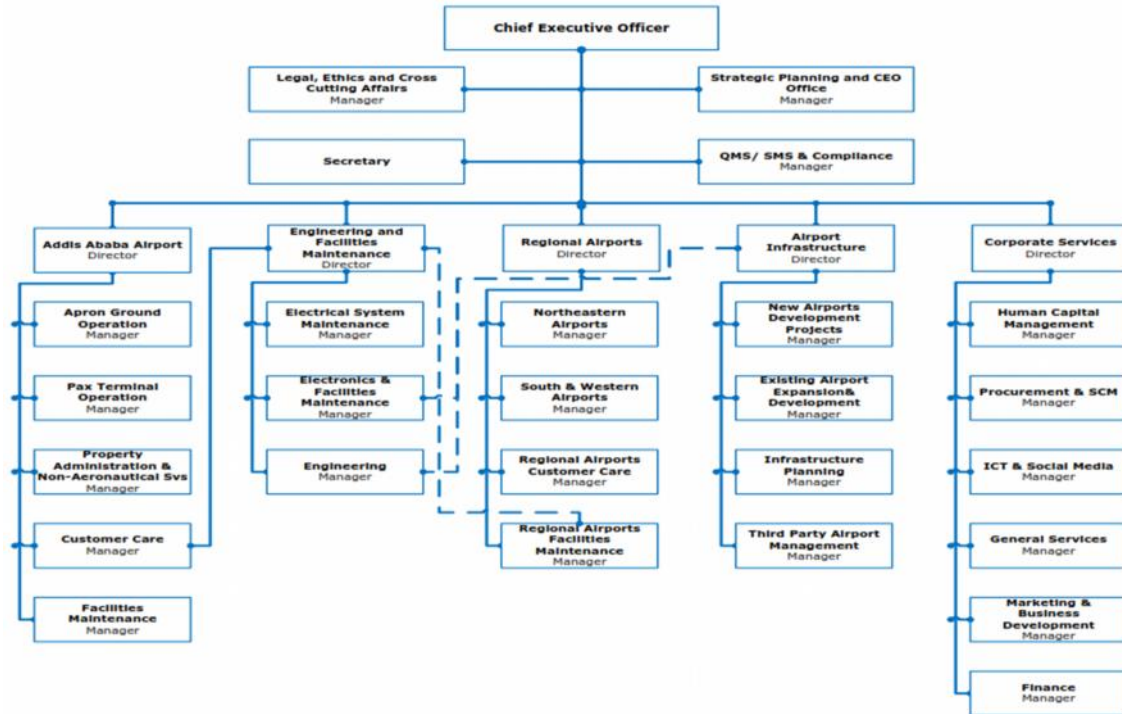 Chief Executive Officer
Legal, Ethics and Cross
Cutting Affairs
Manager
Strategic Planning and CEO
Office
Manager
Secretary
QMS/ SMS & Compliance
Manager
Addis Ababa Airport
Director
Engineering and
Facilities
Maintenance
Director
Regional Airports
Director
Airport
Infrastructure
Director
Corporate Services
Director
Apron Ground
Operation
Manager
Pax Terminal
Operation
Manager
Property
Administration &
Non-Aeronautical Svs
Manager
Customer Care
Manager
Facilities
Maintenance
Manager
Electrical System
Maintenance
Manager
Electronics &
Facilities
Maintenance
Manager
Engineering
Manager
Northeastern
Airports
Manager
South & Western
Airports
Manager
Regional Airports
Customer Care
Manager
Regional Airports
Facilities
Maintenance
Manager
New Airports
Development
Projects
Manager
Existing Airport
Expansion&
Development
Manager
Infrastructure
Planning
Manager
Third Party Airport
Management
Manager
Human Capital
Management
Manager
Procurement & SCM
Manager
ICT & Social Media
Manager
General Services
Manager
Marketing &
Business
Development
Manager
Finance
Manager